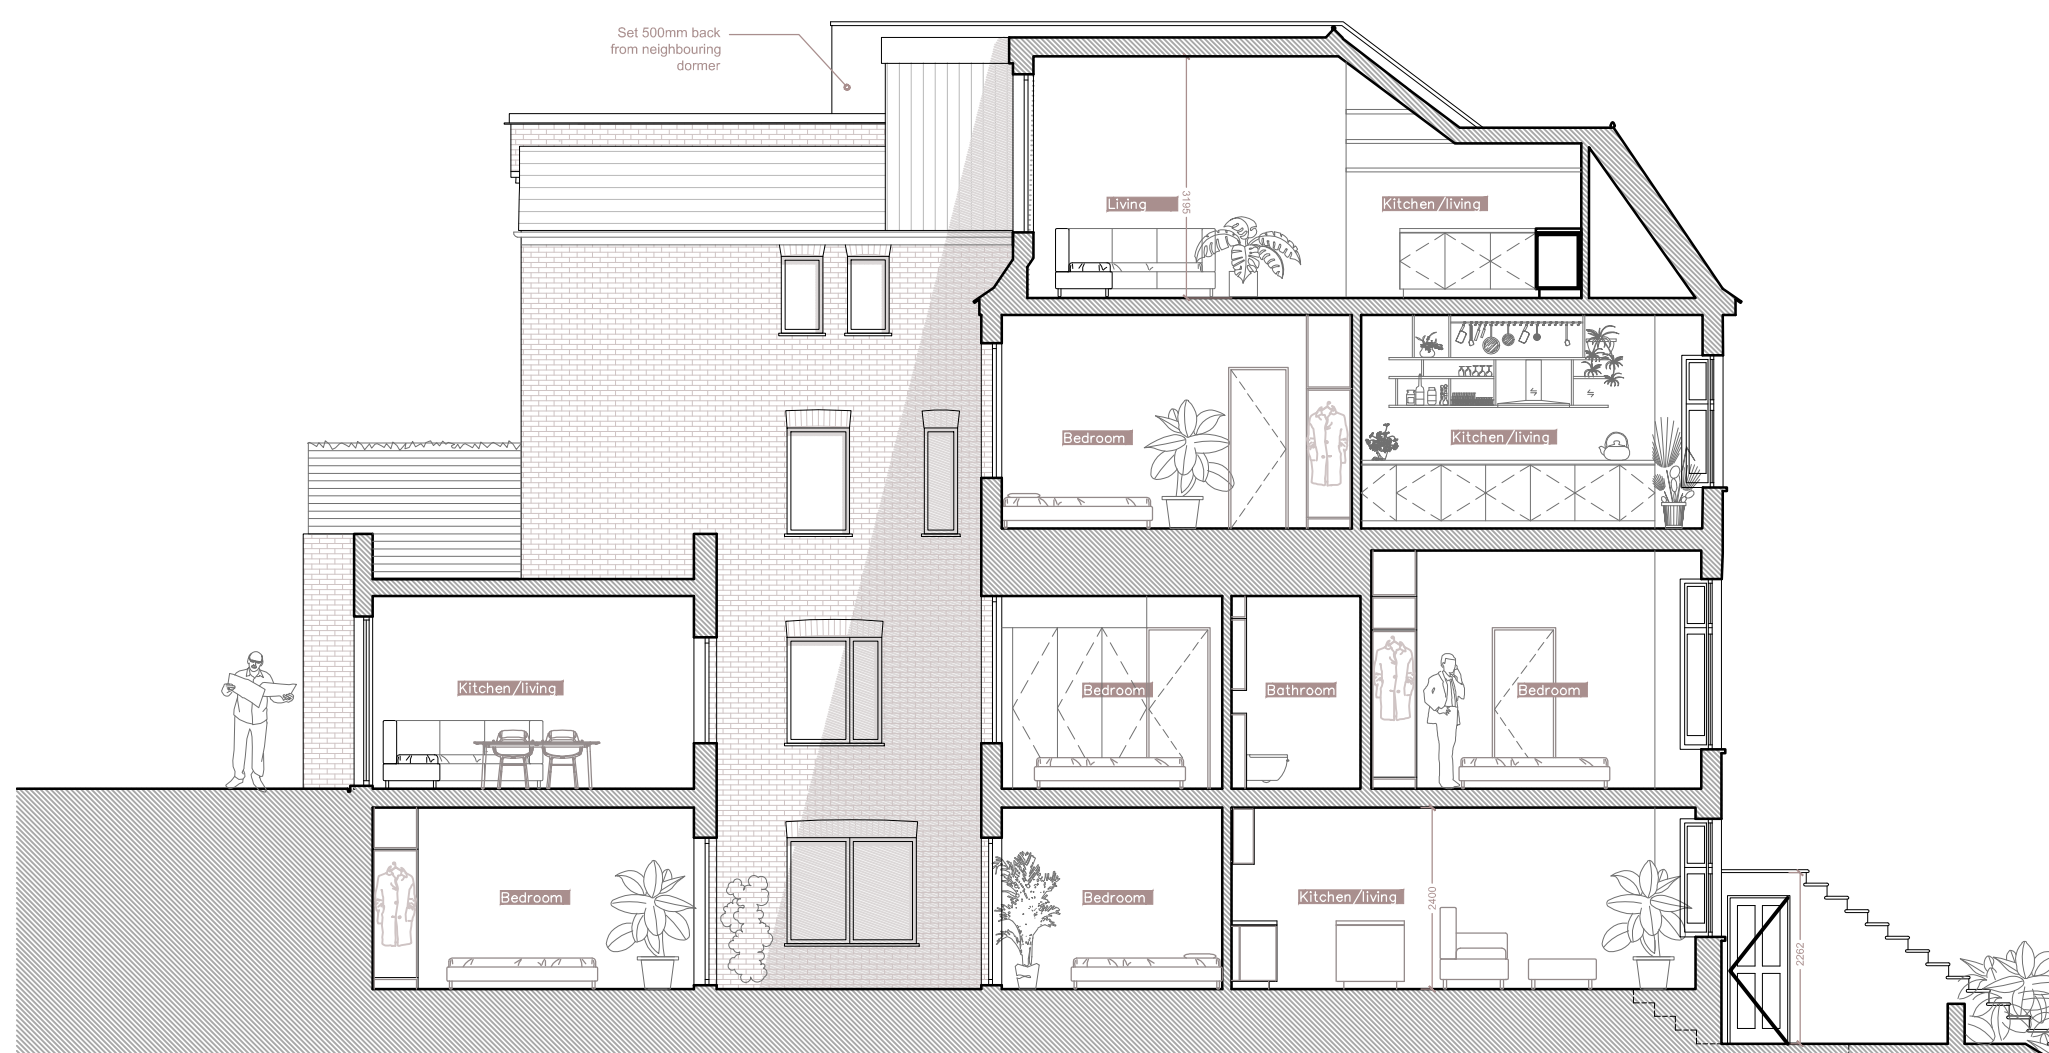 Set 500mm back
from neighbouring
dormer
Living
3195
Kitchen/living
Bedroom
Kitchen/living
Kitchen/living
Bedroom
Bathroom
Bedroom
Bedroom
Bedroom
Kitchen/living
2400
2262